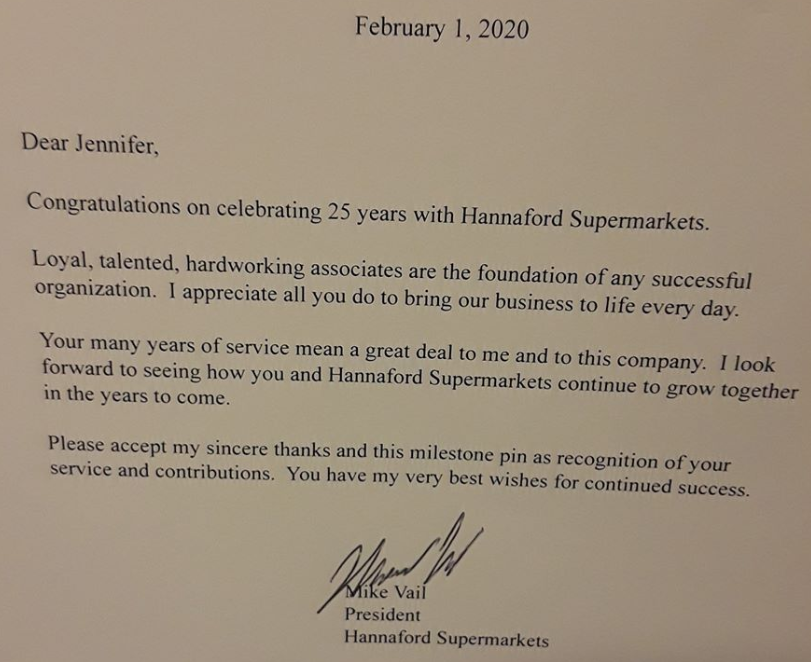 February 1, 2020
Dear Jennifer,
Congratulations on celebrating 25 years with Hannaford Supermarkets.
Loyal, talented, hardworking associates are the foundation of any successful
organization.  I appreciate all you do to bring our business to life every day.
Your many years of service mean a great deal to me and to this company.  I look
forward to seeing how you and Hannaford Supermarkets continue to grow together
in the years to come.
Please accept my sincere thanks and this milestone pin as recognition of your
service and contributions.  You have my very best wishes for continued success.
Mike Vail
President
Hannaford Supermarkets